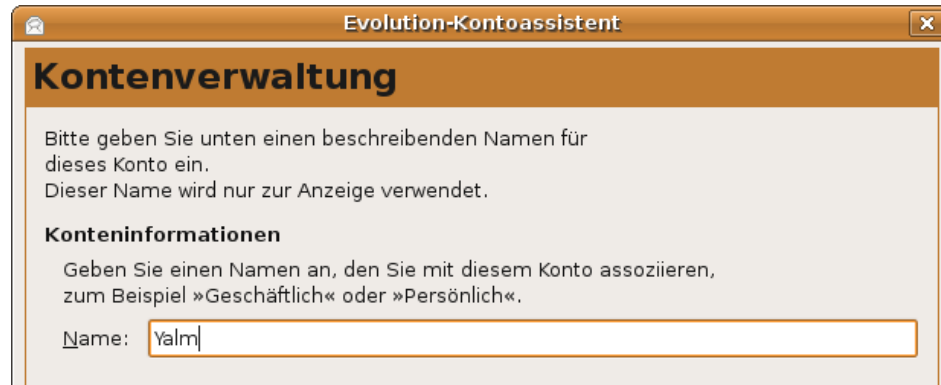 Evolution-Kontoassistent
Kontenverwaltung
Bitte geben Sie unten einen beschreibenden Namen für
dieses Konto ein.
Dieser Name wird nur zur Anzeige verwendet.
Konteninformationen
Geben Sie einen Namen an, den Sie mit diesem Konto assoziieren,
zum Beispiel »Geschäftlich« oder »Persönlich«.
Name: Yalm